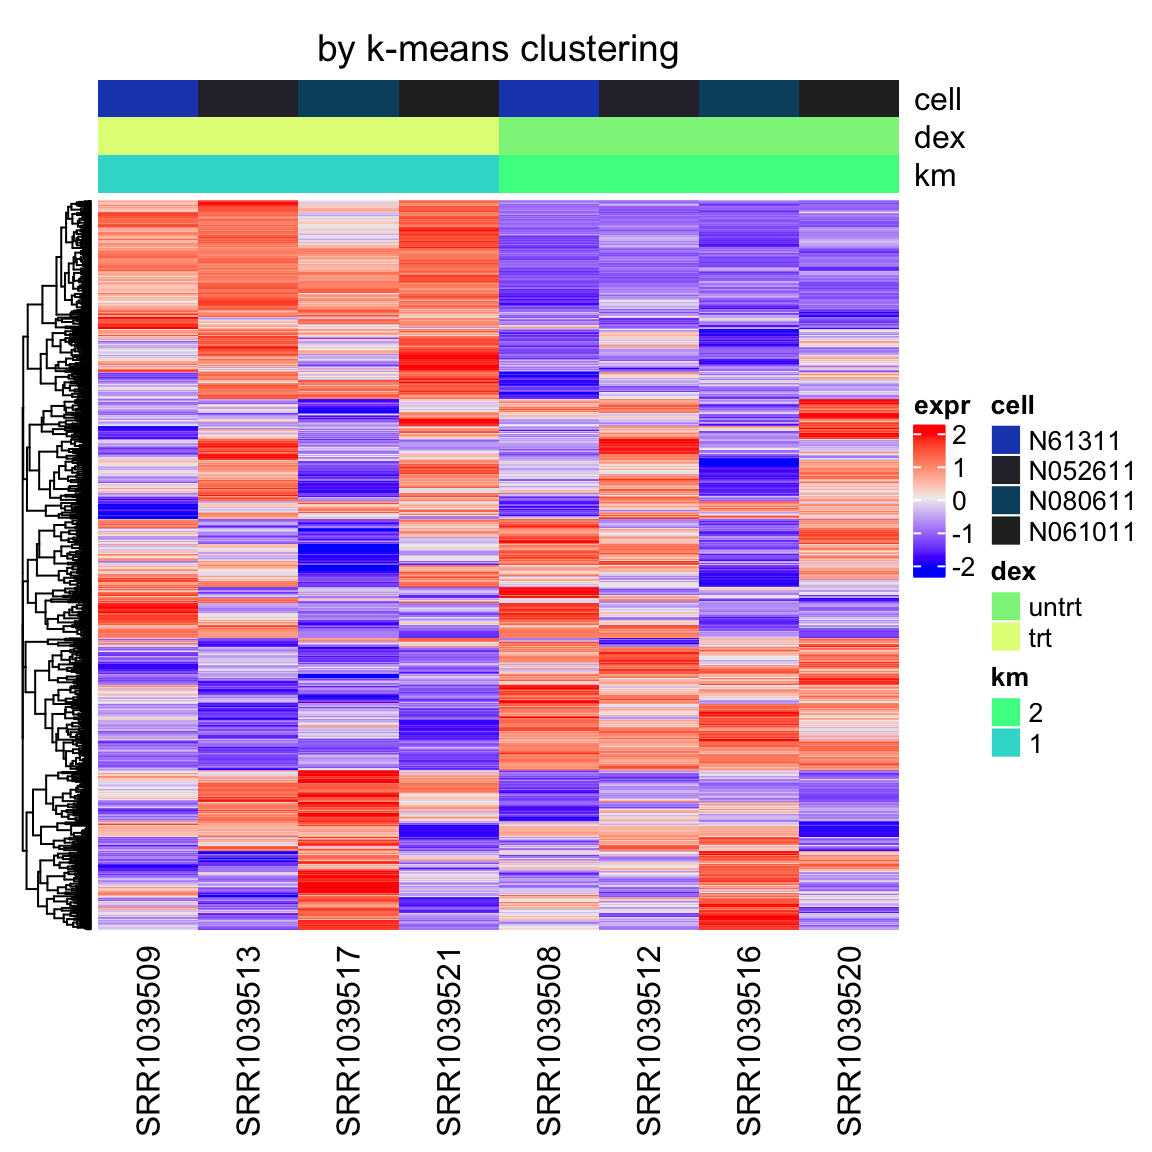 by k-means clustering
cell
dex
km
expr
2
1
0
-1
-2
cell
N61311
N052611
N080611
N061011
dex
untrt
trt
km
2
1
SRR1039509
SRR1039513
SRR1039517
SRR1039521
SRR1039508
SRR1039512
SRR1039516
SRR1039520